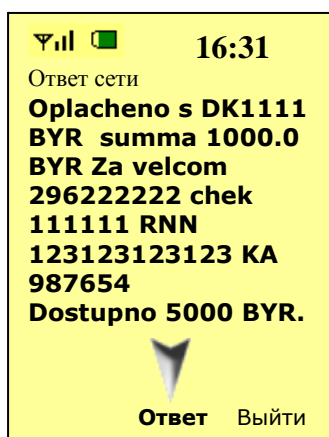 16:31
Ответ сети
Oplacheno s DK1111
BYR summa 1000.0
BYR Za velcom
296222222 chek
111111 RNN
123123123123 KA
987654
Dostupno 5000 BYR.
Ответ Выйти